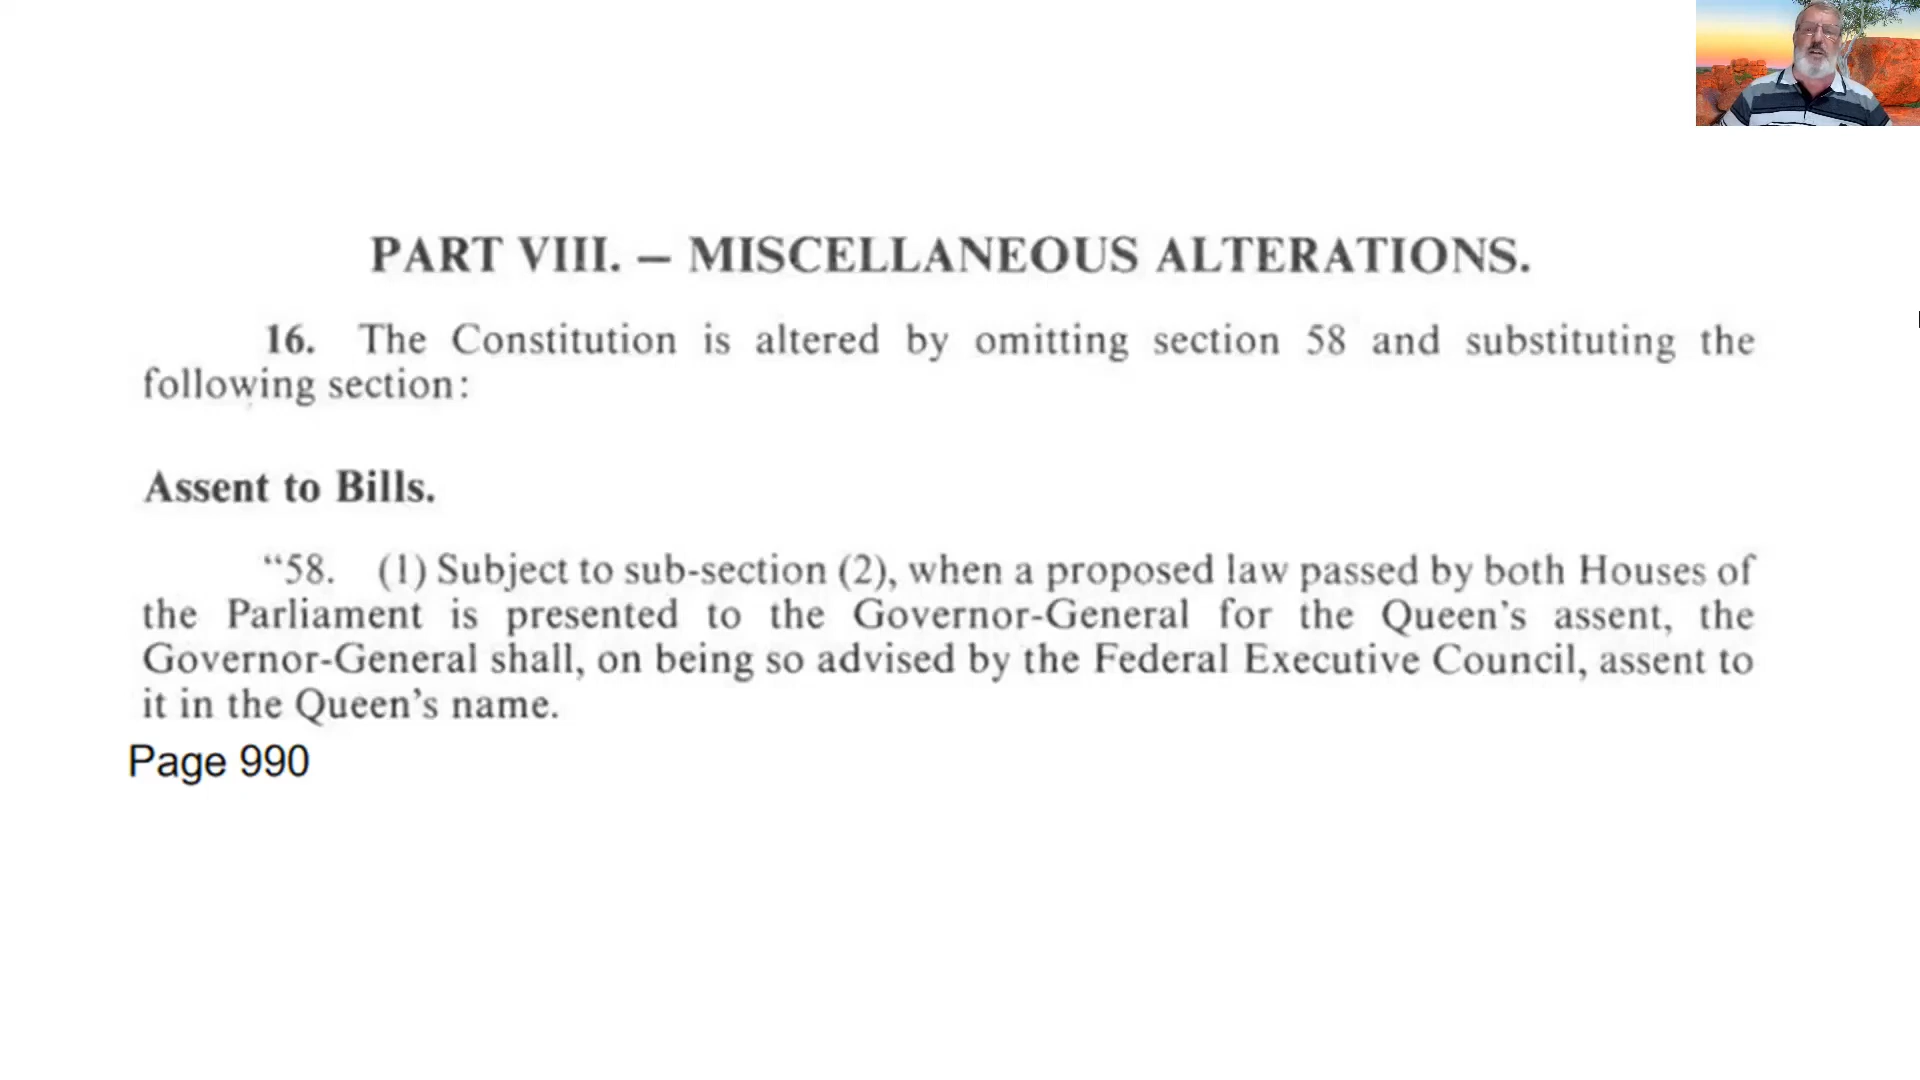 PART VIII. — MISCELLANEOUS ALTERATIONS.
16. The Constitution is altered by omitting section 58 and substituting the
following section:
Assent to Bills.
“58. (1) Subject to sub-section (2), when a proposed law passed by both Houses of
the Parliament is presented to the Governor-General for the Queen’s assent, the
Governor-General shall, on being so advised by the Federal Executive Council, assent to
it in the Queen’s name.
Page 990